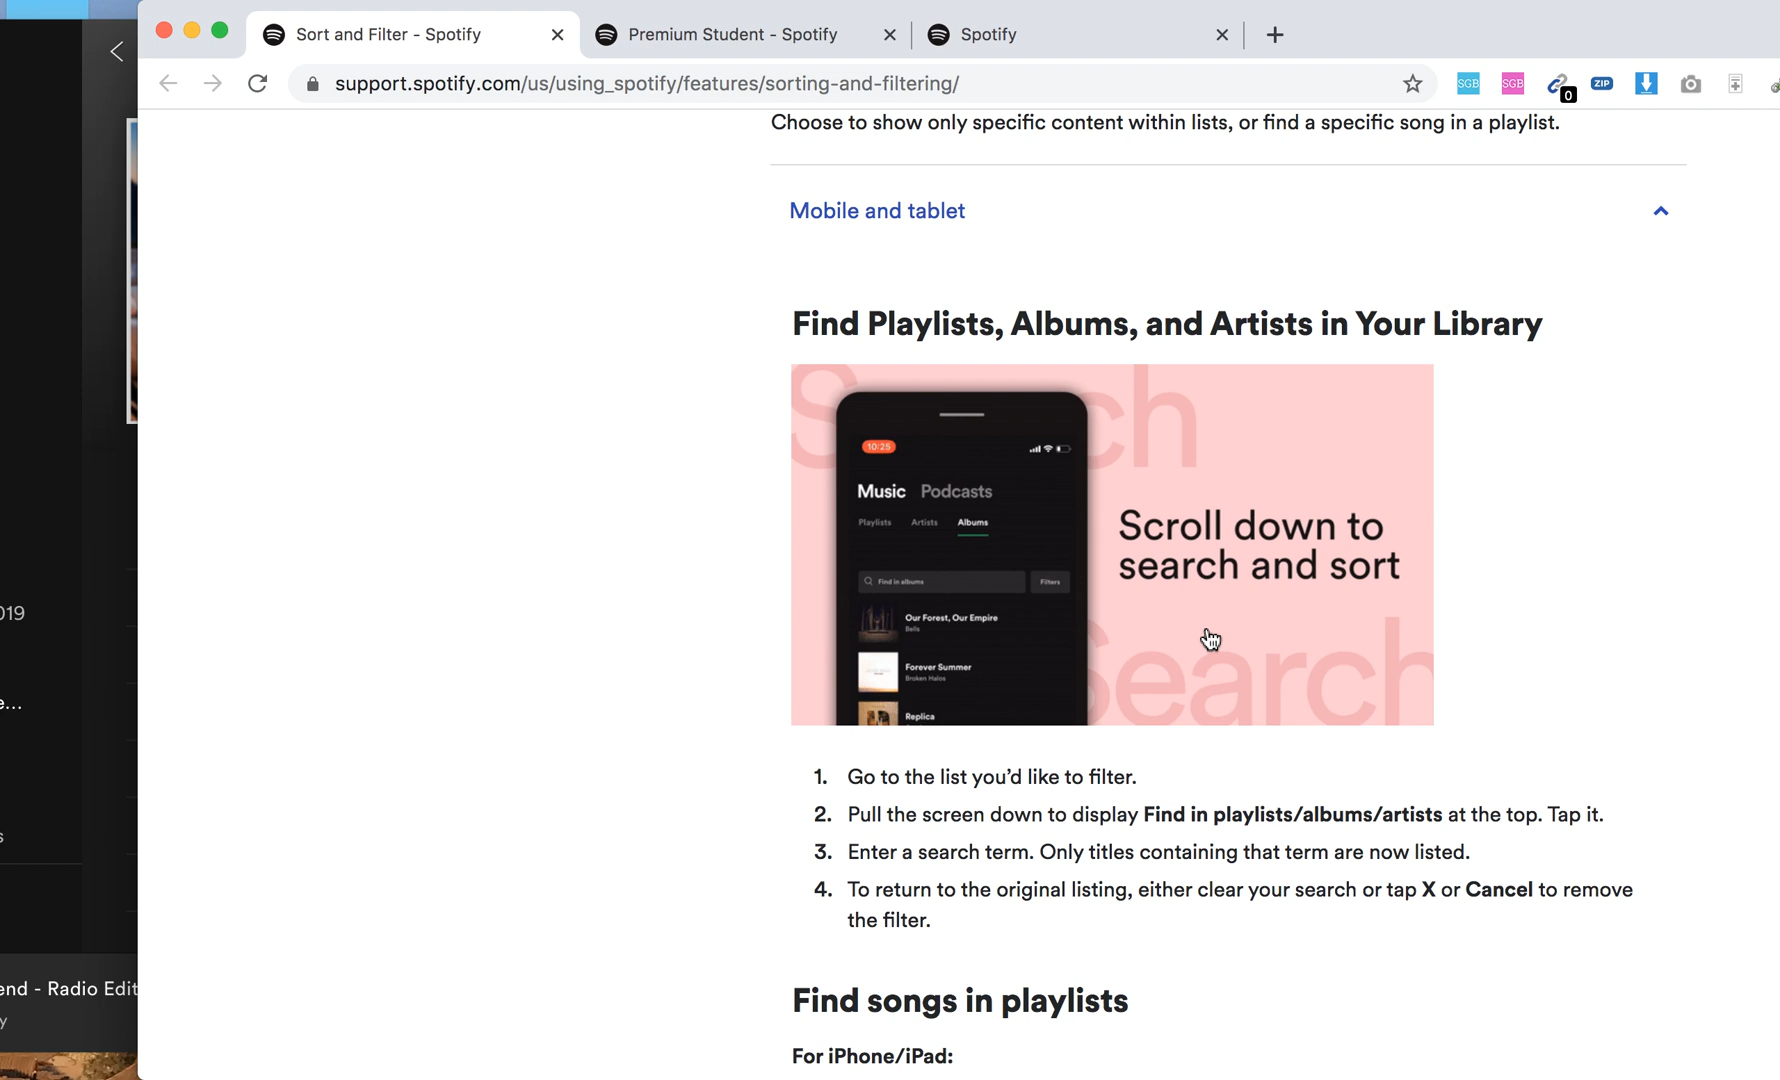 Sort and Filter - Spotify
Premium Student - Spotify
Spotify
support.spotify.com/us/using_spotify/features/sorting-and-filtering/
SGB
SGB
0
ZIP
Choose to show only specific content within lists, or find a specific song in a playlist.
Mobile and tablet
Find Playlists, Albums, and Artists in Your Library
Search
10:25
Music Podcasts
Playlists Artists Albums
Find in albums
Filters
Our Forest, Our Empire
Bells
Forever Summer
Broken Halos
Replica
Scroll down to
search and sort
Search
1. Go to the list you’d like to filter.
2. Pull the screen down to display Find in playlists/albums/artists at the top. Tap it.
3. Enter a search term. Only titles containing that term are now listed.
4. To return to the original listing, either clear your search or tap X or Cancel to remove
the filter.
Find songs in playlists
For iPhone/iPad:
019
e...
s
end - Radio Edit
y